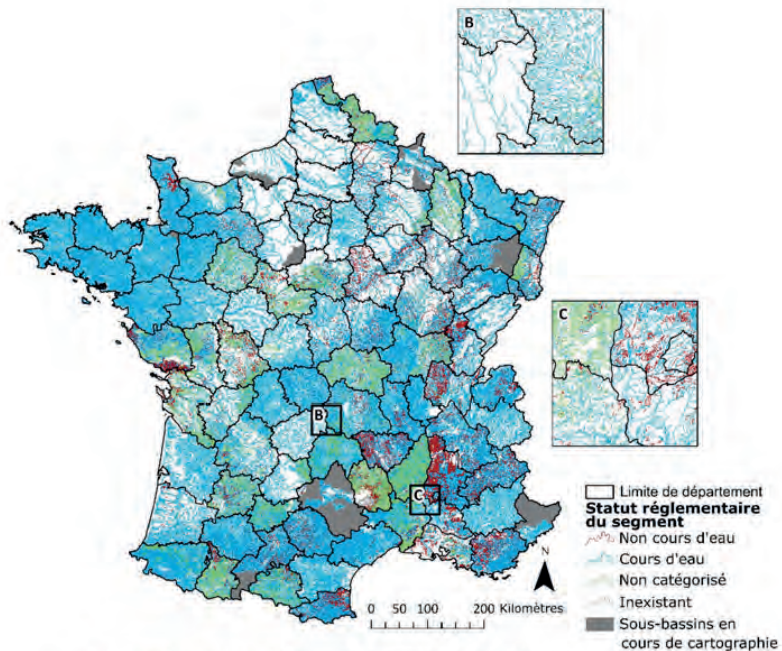 B
C
B
C
Limite de département
Statut réglementaire
du segment
Non cours d'eau
Cours d'eau
Non catégorisé
Inexistant
Sous-bassins en
cours de cartographie
N
0 50 100 200 Kilomètres